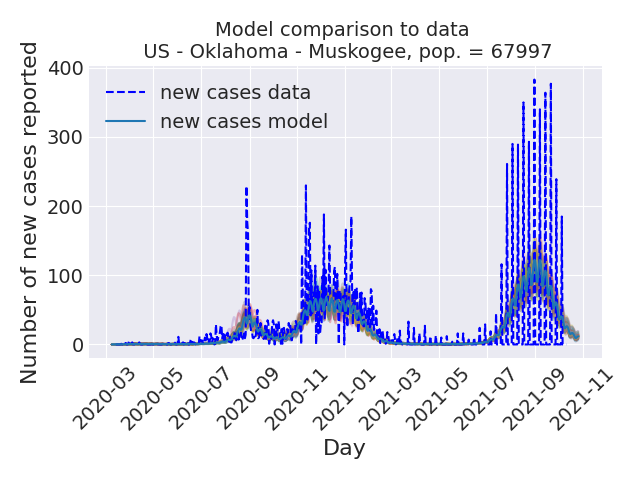 Model comparison to data
US - Oklahoma - Muskogee, pop. = 67997
Number of new cases reported
400
300
200
100
0
new cases data
new cases model
2020-03
2020-05
2020-07
2020-09
2020-11
2021-01
2021-03
2021-05
2021-07
2021-09
2021-11
Day